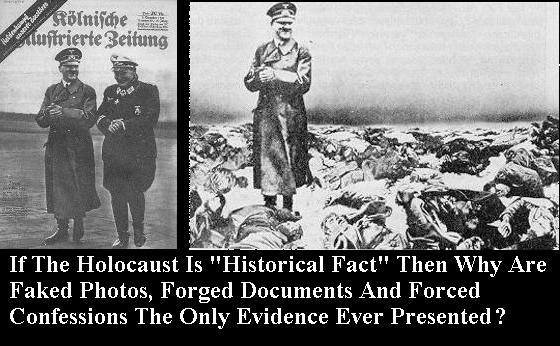 Kölnische
Illustrierte Zeitung
If The Holocaust Is "Historical Fact" Then Why Are
Faked Photos, Forged Documents And Forced
Confessions The Only Evidence Ever Presented?